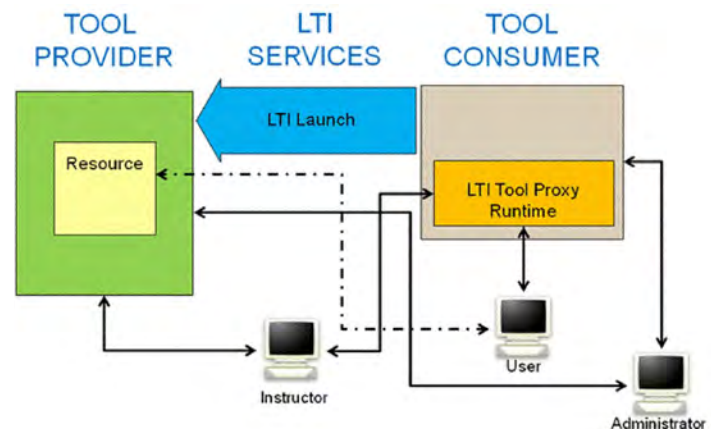 TOOL
PROVIDER
LTI
SERVICES
TOOL
CONSUMER
LTI Launch
Resource
LTI Tool Proxy
Runtime
User
Instructor
Administrator